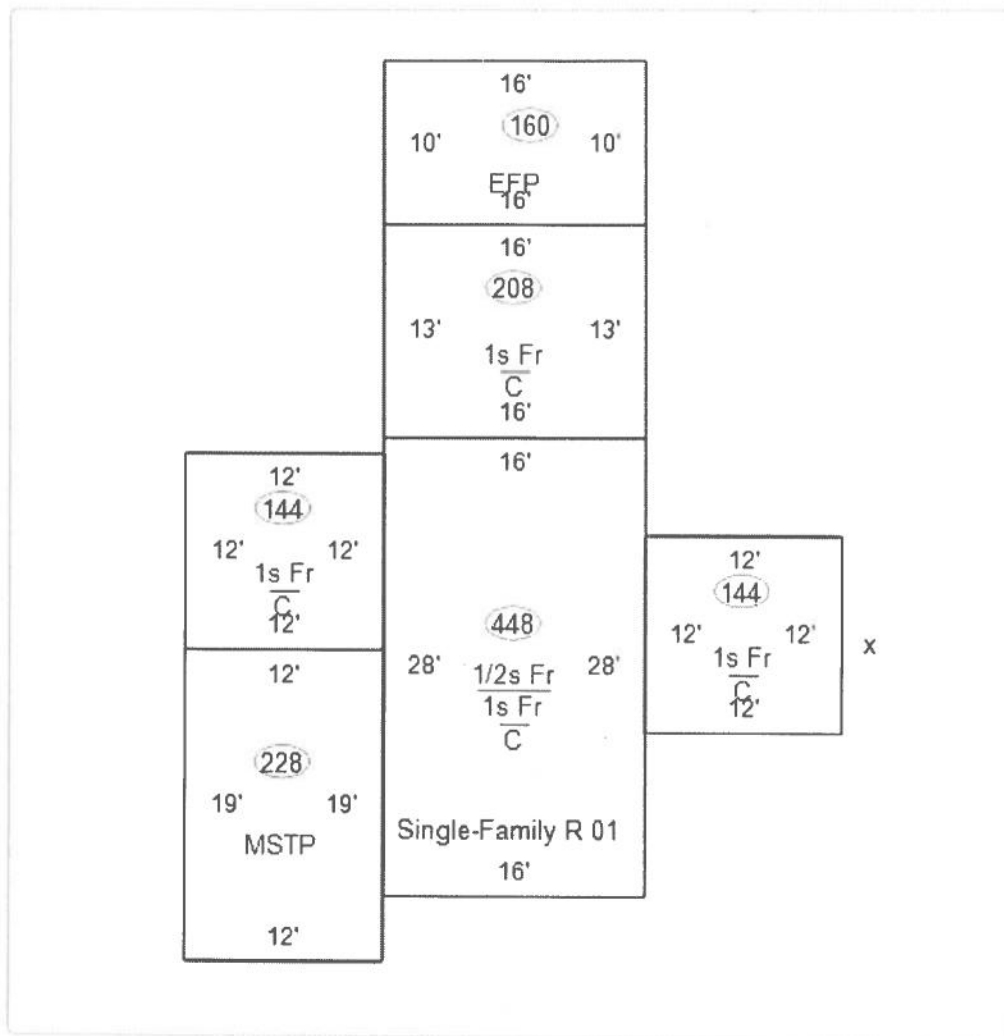 16'
160
10' 10'
EFP
16'
16'
208
13' 13'
1s Fr
C
16'
16'
448
28' 28'
1/2s Fr
1s Fr
C
Single-Family R 01
16'
12'
144
12' 12'
1s Fr
C
12'
12'
228
19' 19'
MSTP
12'
12'
144
12' 12'
1s Fr
C
12'
x